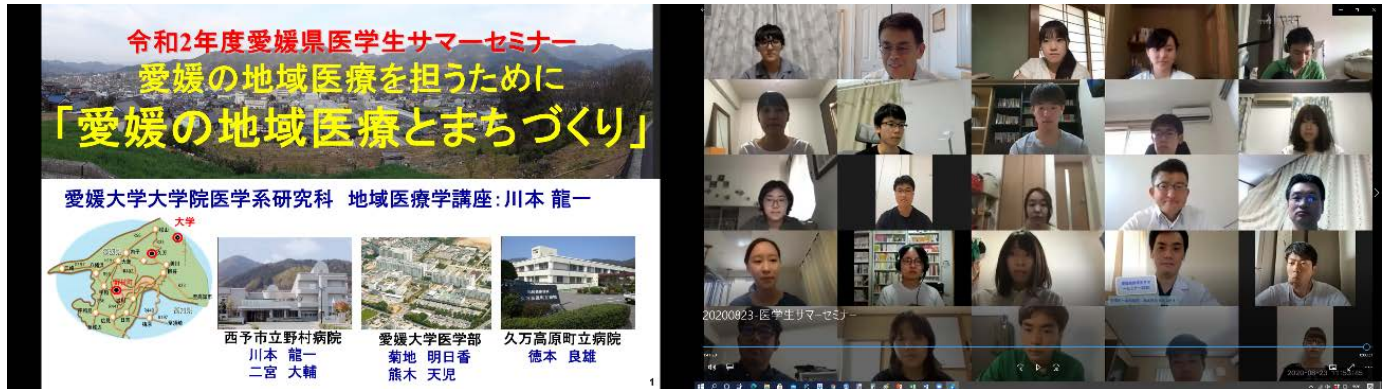 令和2年度愛媛県医学生サマーセミナー
愛媛の地域医療を担うために
「愛媛の地域医療とまちづくり」
愛媛大学大学院医学系研究科 地域医療学講座:川本 龍一
大学
西予市立野村病院
川本 龍一
二宮 大輔
愛媛大学医学部
菊地 明日香
熊木 天児
久万高原町立病院
徳本 良雄
1
20200823-医学生サマーセミナー